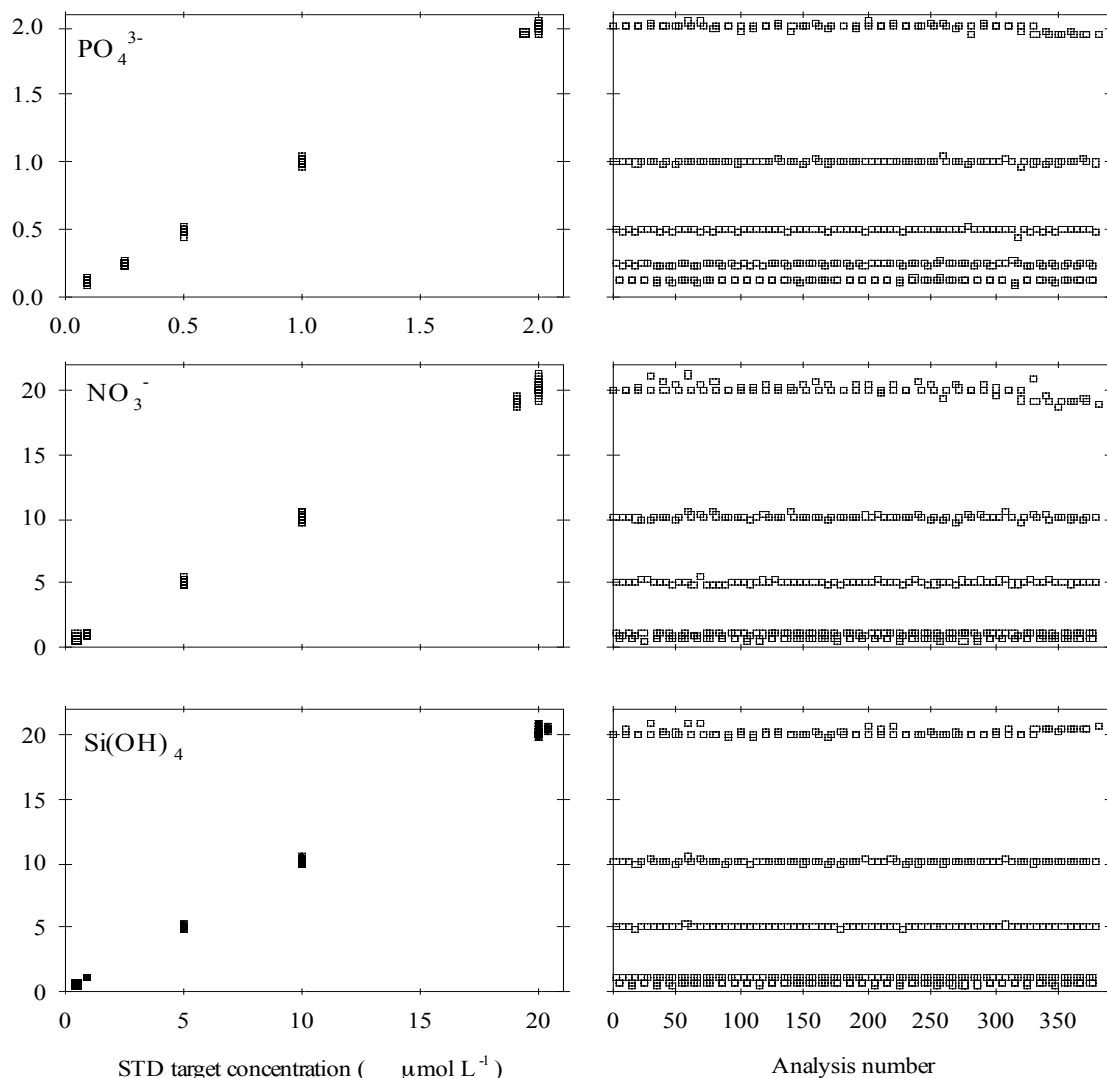 2.0
PO4 3-
1.5
1.0
0.5
0.0
0.0 0.5 1.0 1.5 2.0
20
NO3 -
15
10
5
0
20
Si(OH)4
15
10
5
0
0 5 10 15 20
0 50 100 150 200 250 300 350
STD target concentration ( μmol L-1)
Analysis number